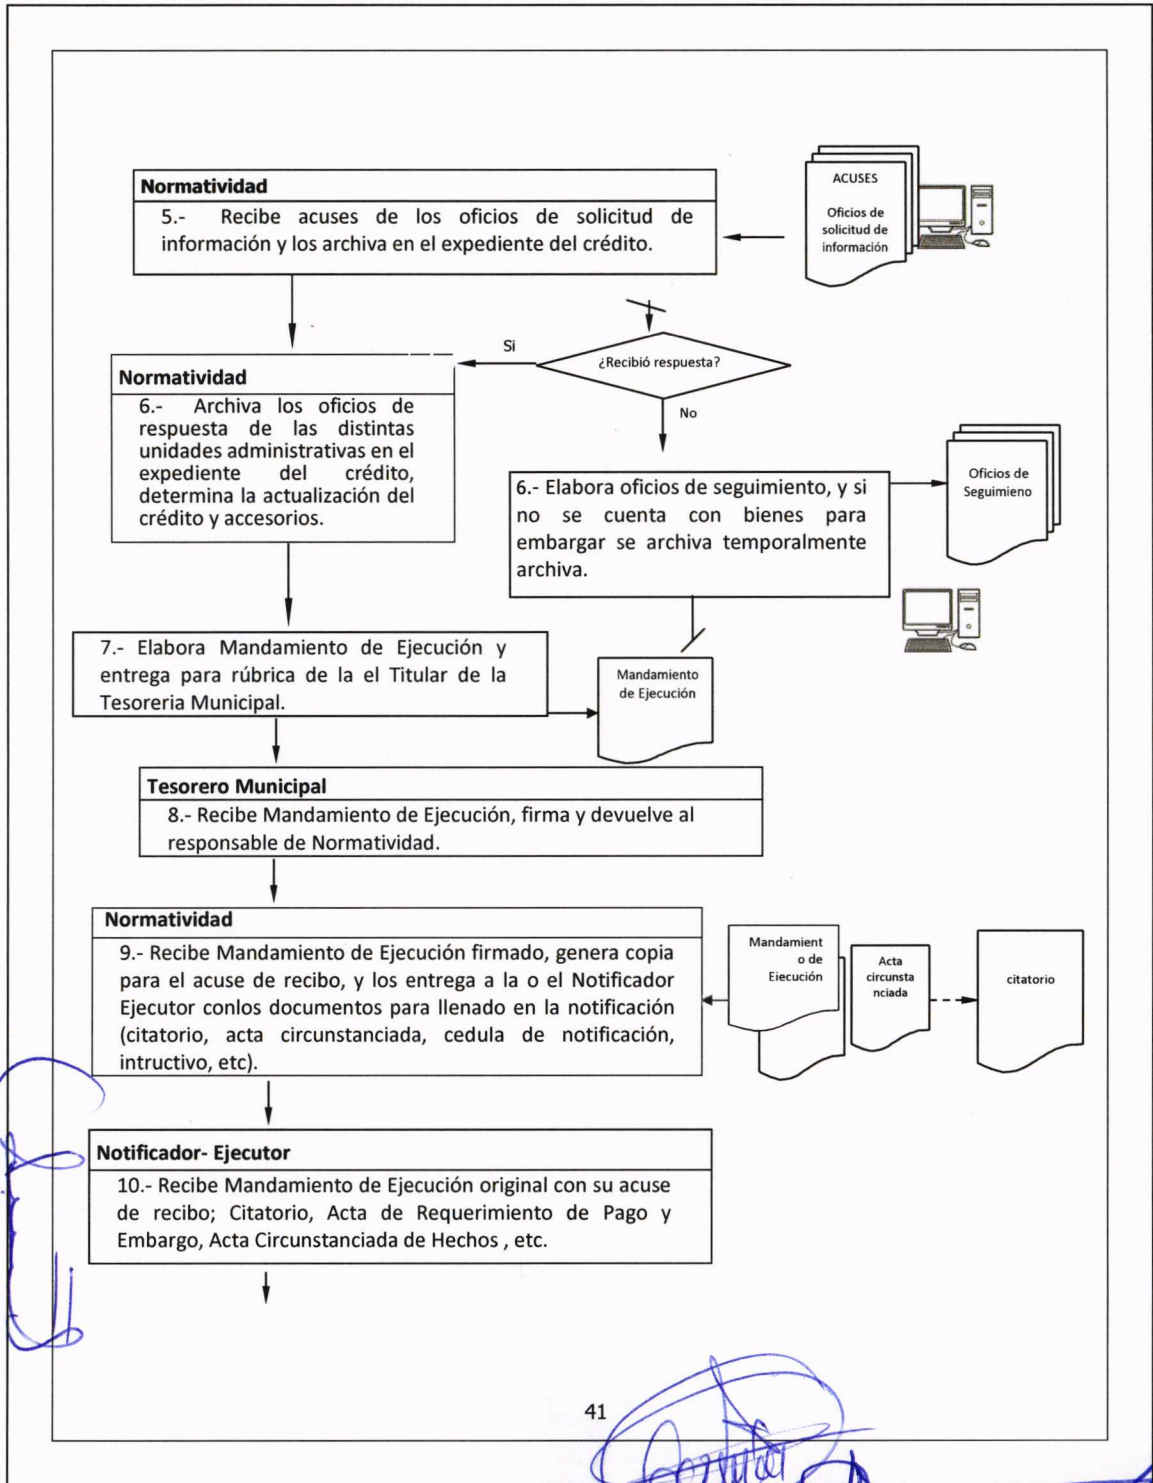 Normatividad
5.- Recibe acuses de los oficios de solicitud de
información y los archiva en el expediente del crédito.
ACUSES
Oficios de
solicitud de
información
Si
¿Recibió respuesta?
No
Normatividad
6.- Archiva los oficios de
respuesta de las distintas
unidades administrativas en el
expediente del crédito,
determina la actualización del
crédito y accesorios.
6.- Elabora oficios de seguimiento, y si
no se cuenta con bienes para
embargar se archiva temporalmente
archiva.
Oficios de
Seguimieno
7.- Elabora Mandamiento de Ejecución y
entrega para rúbrica de la el Titular de la
Tesoreria Municipal.
Mandamiento
de Ejecución
Tesorero Municipal
8.- Recibe Mandamiento de Ejecución, firma y devuelve al
responsable de Normatividad.
Normatividad
9.- Recibe Mandamiento de Ejecución firmado, genera copia
para el acuse de recibo, y los entrega a la o el Notificador
Ejecutor conlos documentos para llenado en la notificación
(citatorio, acta circunstanciada, cedula de notificación,
intructivo, etc).
Mandamient
o de
Ejecución
Acta
circunsta
nciada
citatorio
Notificador- Ejecutor
10.- Recibe Mandamiento de Ejecución original con su acuse
de recibo; Citatorio, Acta de Requerimiento de Pago y
Embargo, Acta Circunstanciada de Hechos , etc.
41